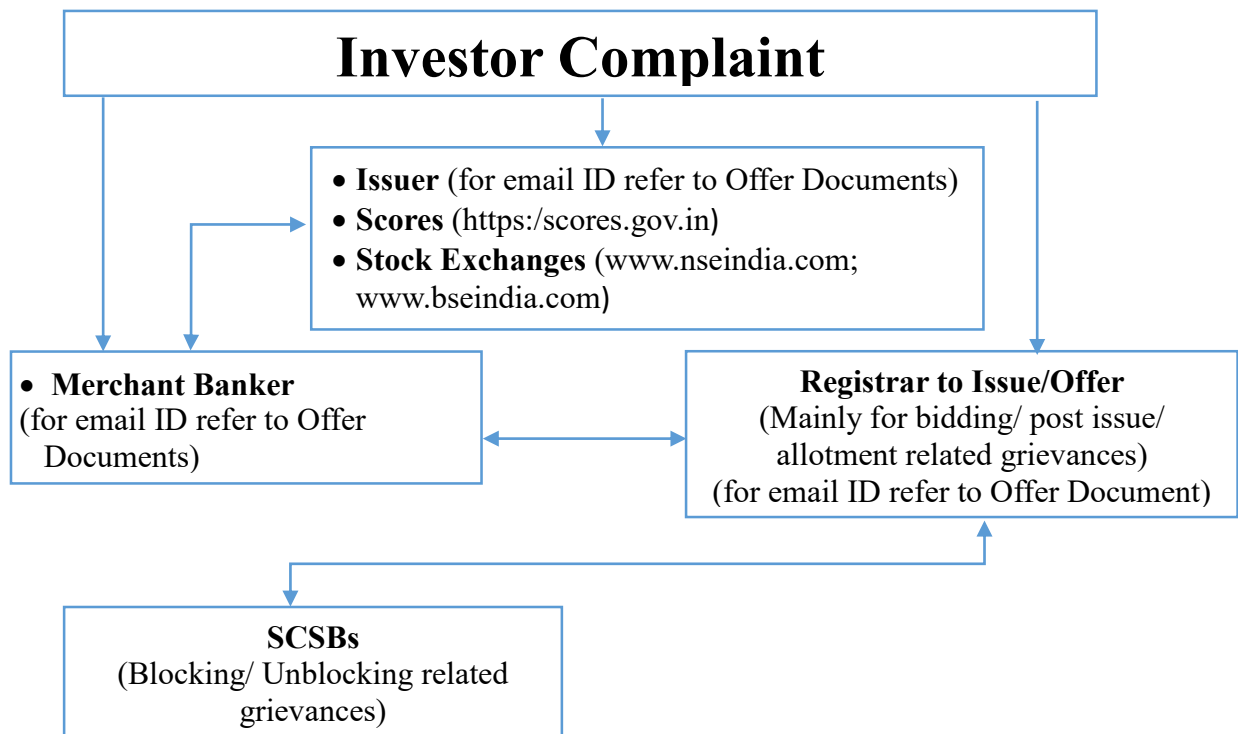 Investor Complaint
• Issuer (for email ID refer to Offer Documents)
• Scores (https:/scores.gov.in)
• Stock Exchanges (www.nseindia.com;
www.bseindia.com)
• Merchant Banker
(for email ID refer to Offer
Documents)
Registrar to Issue/Offer
(Mainly for bidding/ post issue/
allotment related grievances)
(for email ID refer to Offer Document)
SCSBs
(Blocking/ Unblocking related
grievances)